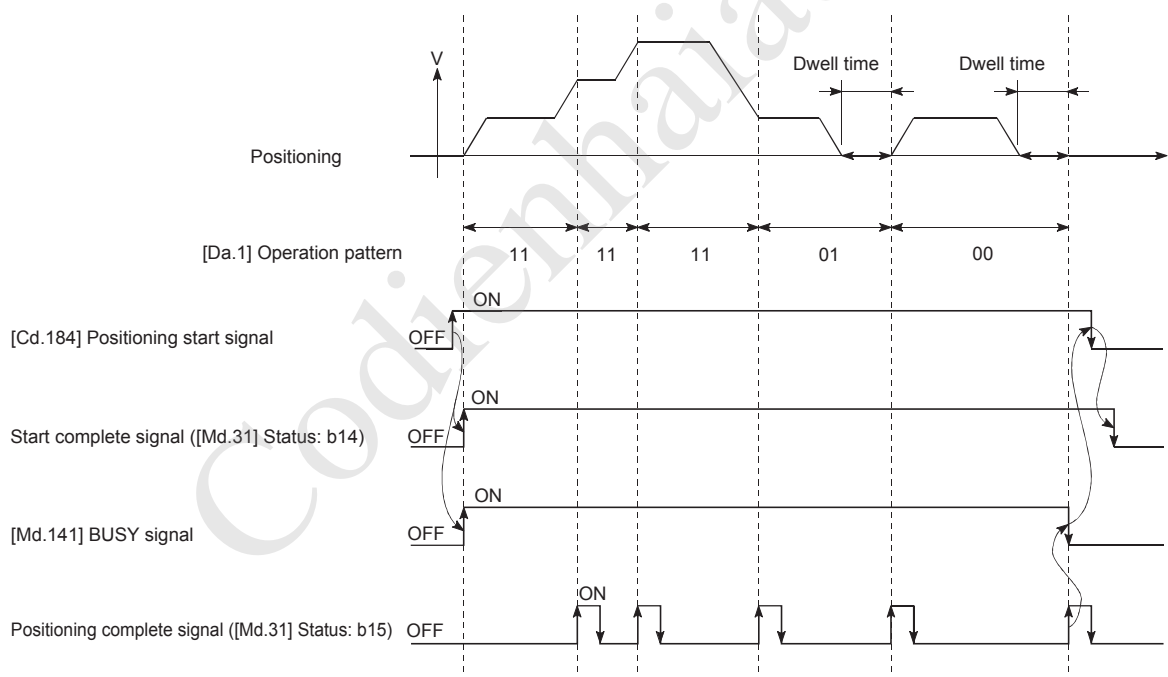 V
Dwell time
Dwell time
Positioning
[Da.1] Operation pattern
11
11
11
01
00
ON
[Cd.184] Positioning start signal
OFF
ON
Start complete signal ([Md.31] Status: b14)
OFF
ON
[Md.141] BUSY signal
OFF
ON
Positioning complete signal ([Md.31] Status: b15)
OFF
Codienhaia